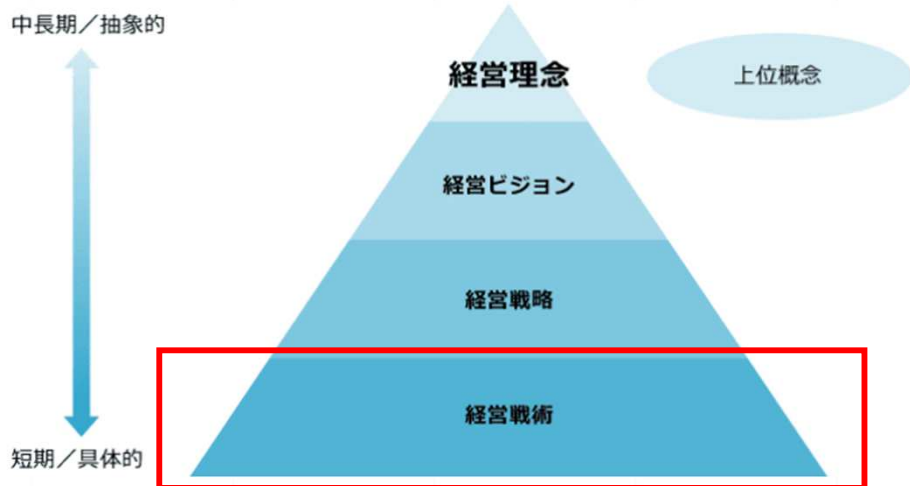 中長期／抽象的
経営理念
上位概念
経営ビジョン
経営戦略
経営戦術
短期／具体的